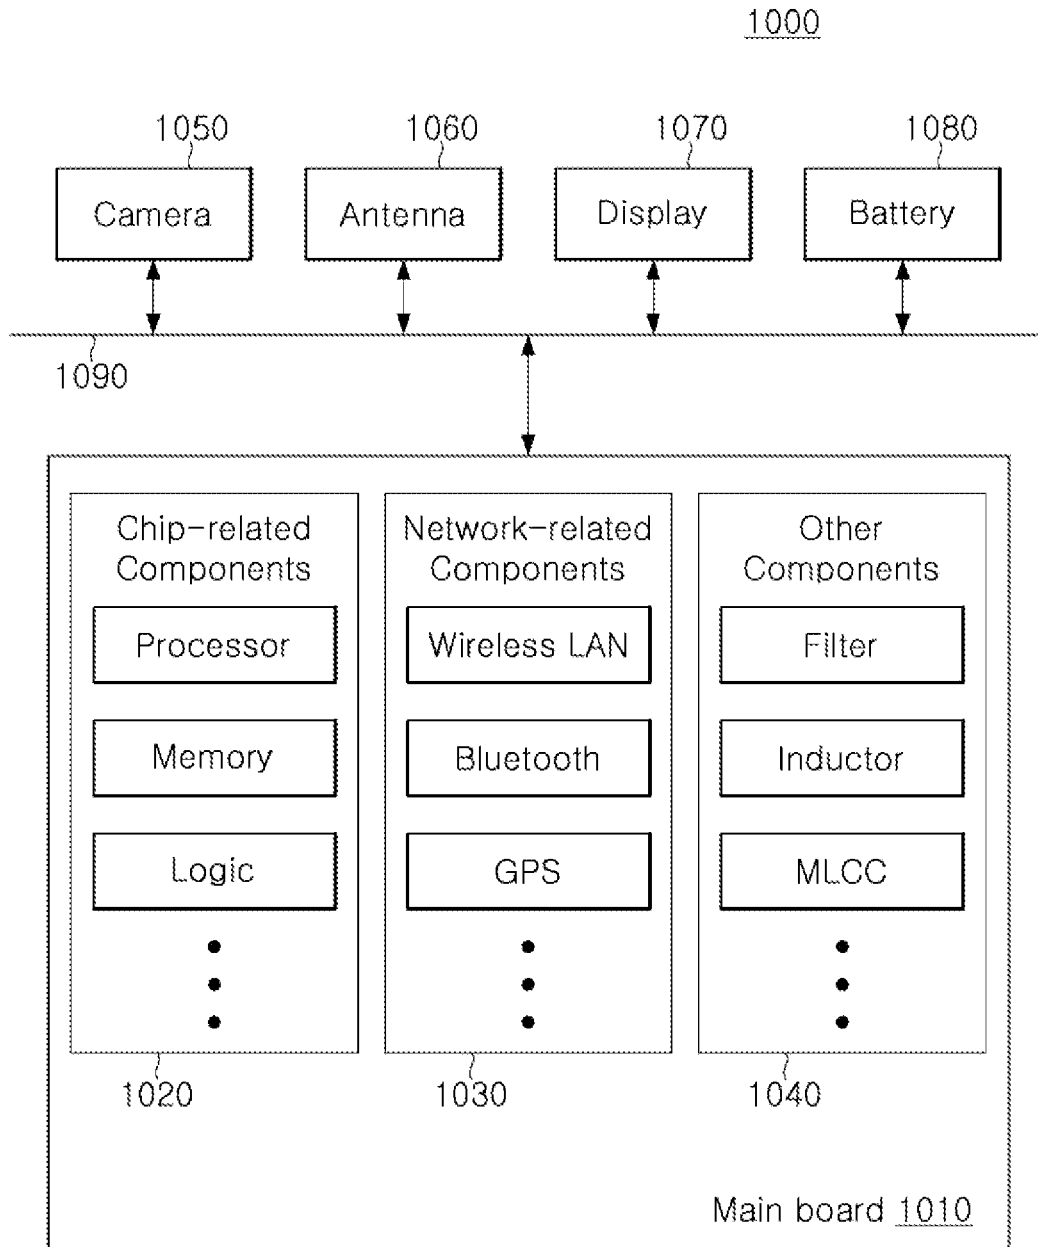 1000
1050
1060
1070
1080
Camera
Antenna
Display
Battery
1090
Chip-related
Components
Processor
Memory
Logic
1020
Network-related
Components
Wireless LAN
Bluetooth
GPS
1030
Other
Components
Filter
Inductor
MLCC
1040
Main board 1010